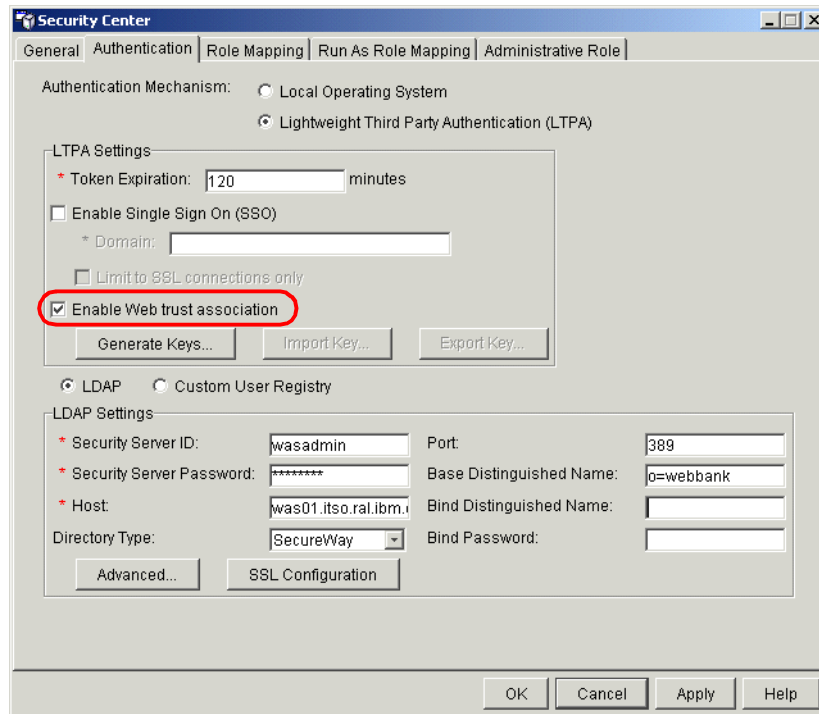 Security Center
General Authentication Role Mapping Run As Role Mapping Administrative Role
Authentication Mechanism: Local Operating System
Lightweight Third Party Authentication (LTPA)
LTPA Settings
* Token Expiration: 120 minutes
Enable Single Sign On (SSO)
* Domain:
Limit to SSL connections only
Enable Web trust association
Generate Keys... Import Key... Export Key...
LDAP Custom User Registry
LDAP Settings
* Security Server ID: wasadmin Port: 389
* Security Server Password: ******** Base Distinguished Name: o=webbank
* Host: was01.itso.ral.ibm. Bind Distinguished Name:
Directory Type: SecureWay Bind Password:
Advanced... SSL Configuration
OK Cancel Apply Help